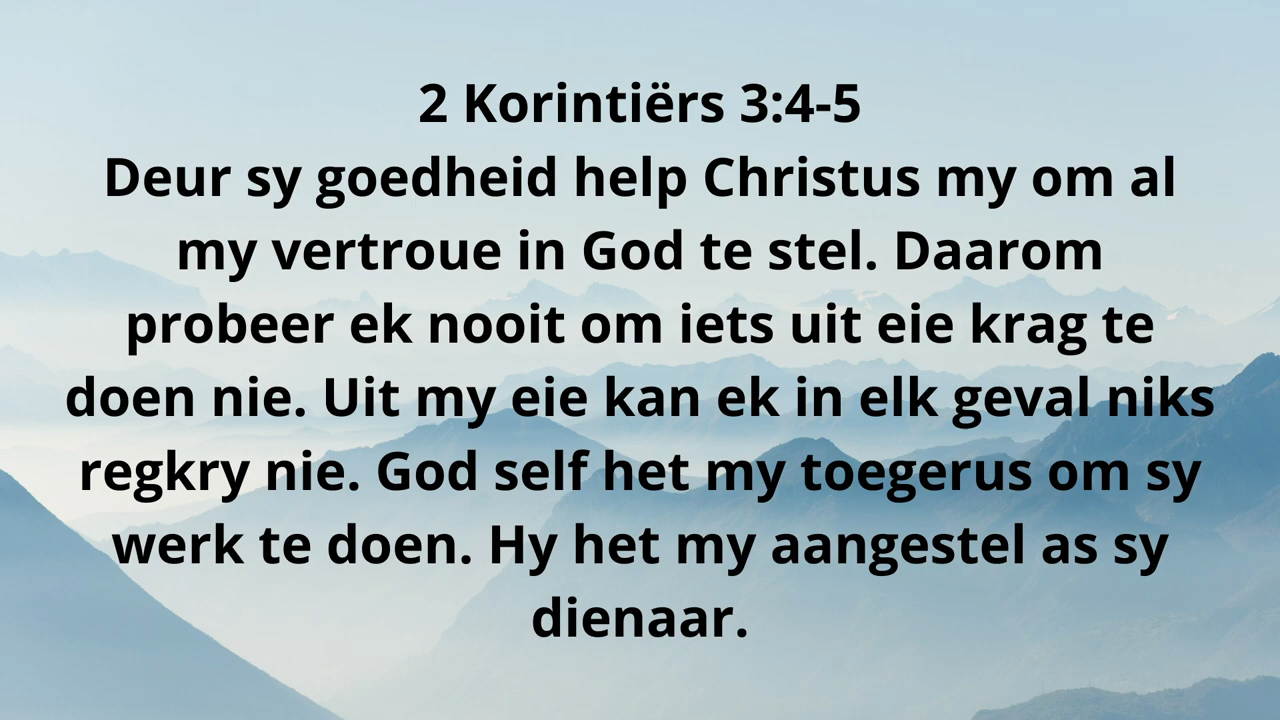 2 Korintiërs 3:4-5
Deur sy goedheid help Christus my om al
my vertroue in God te stel. Daarom
probeer ek nooit om iets uit eie krag te
doen nie. Uit my eie kan ek in elk geval niks
regkry nie. God self het my toegerus om sy
werk te doen. Hy het my aangestel as sy
dienaar.